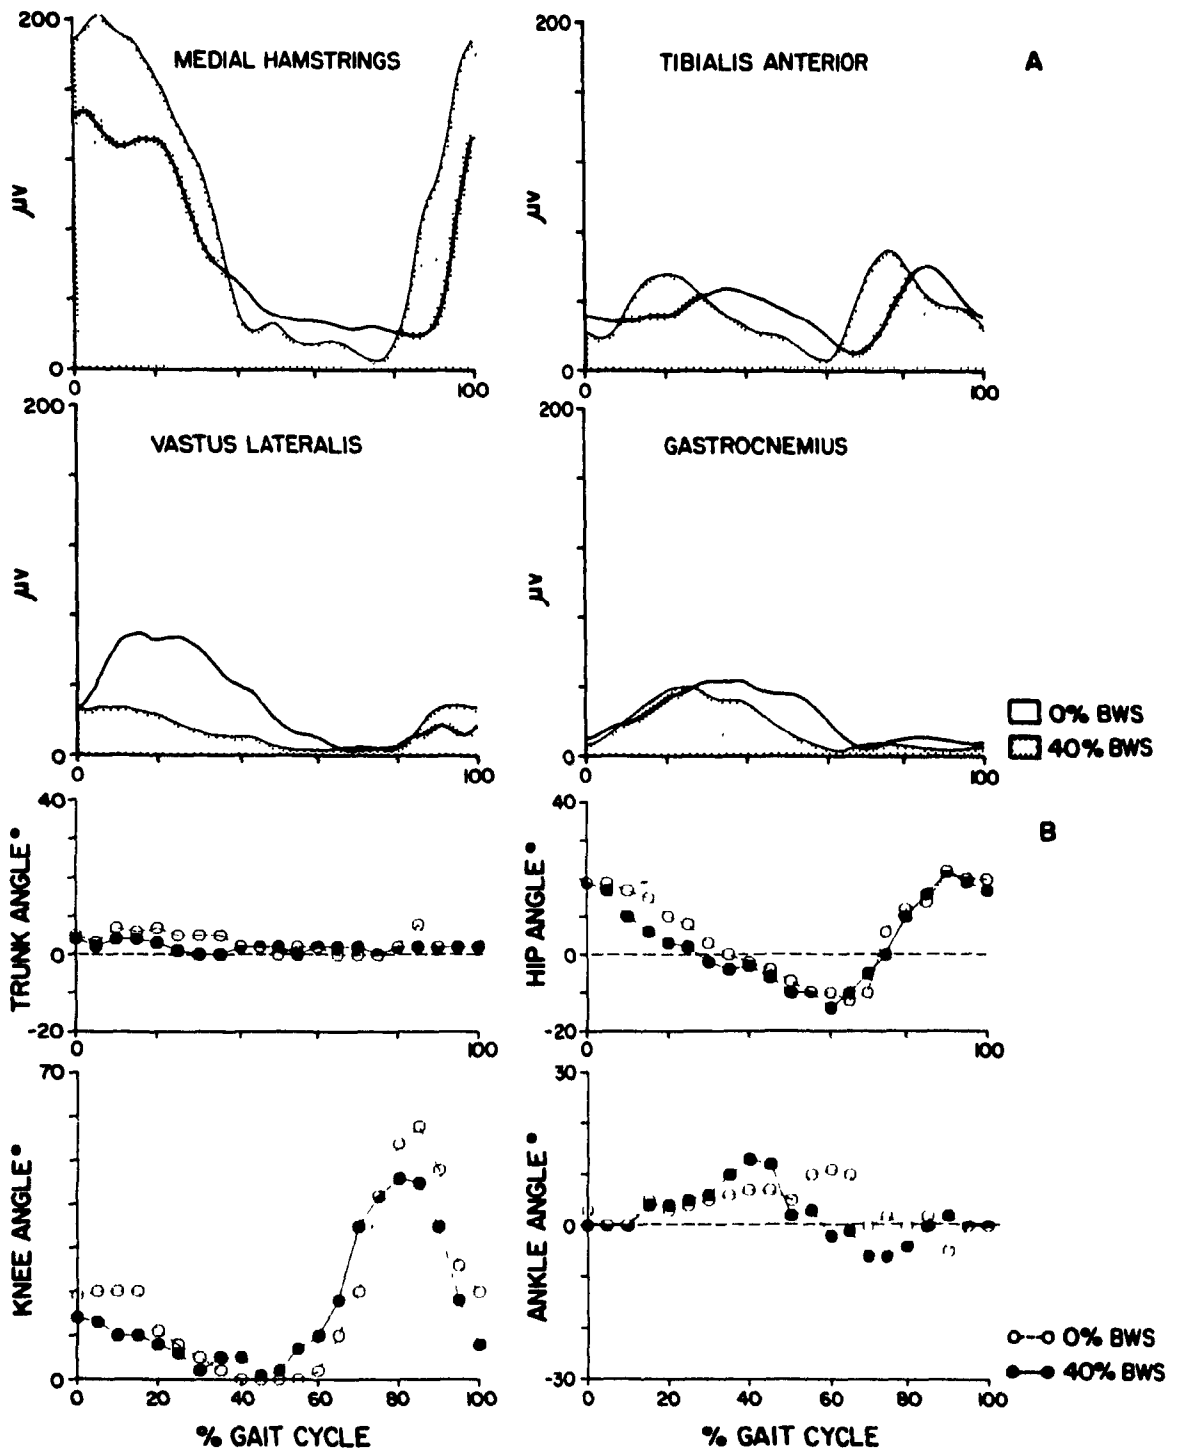 200
200
MEDIAL HAMSTRINGS
TIBIALIS ANTERIOR
A
μv
μv
0
0
0
100
0
100
200
200
VASTUS LATERALIS
GASTROCNEMIUS
μv
μv
0% BWS
40% BWS
0
0
0
100
0
100
40
40
B
TRUNK ANGLE°
HIP ANGLE°
0
0
-20
-20
0
100
0
100
70
30
KNEE ANGLE°
ANKLE ANGLE°
0
0% BWS
40% BWS
0
-30
0 20 40 60 80 100
0 20 40 60 80 100
% GAIT CYCLE
% GAIT CYCLE